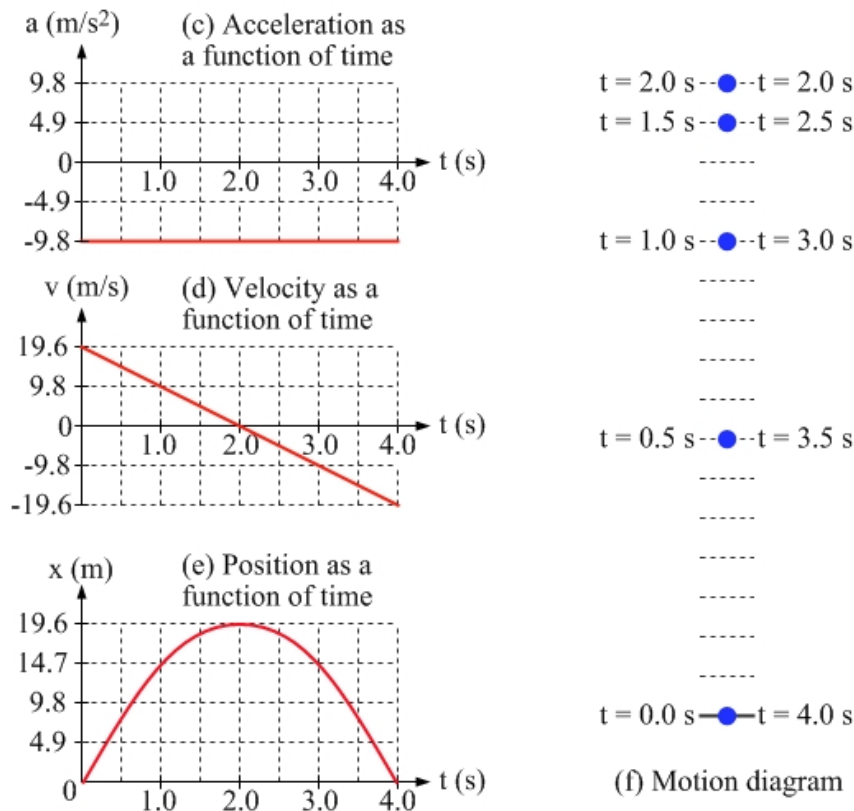 a (m/s²)
(c) Acceleration as
a function of time
9.8
4.9
0
-4.9
-9.8
1.0 2.0 3.0 4.0
t (s)
v (m/s)
(d) Velocity as a
function of time
19.6
9.8
0
-9.8
-19.6
1.0 2.0 3.0 4.0
t (s)
x (m)
(e) Position as a
function of time
19.6
14.7
9.8
4.9
0
1.0 2.0 3.0 4.0
t (s)
t = 2.0 s t = 2.0 s
t = 1.5 s t = 2.5 s
t = 1.0 s t = 3.0 s
t = 0.5 s t = 3.5 s
t = 0.0 s t = 4.0 s
(f) Motion diagram